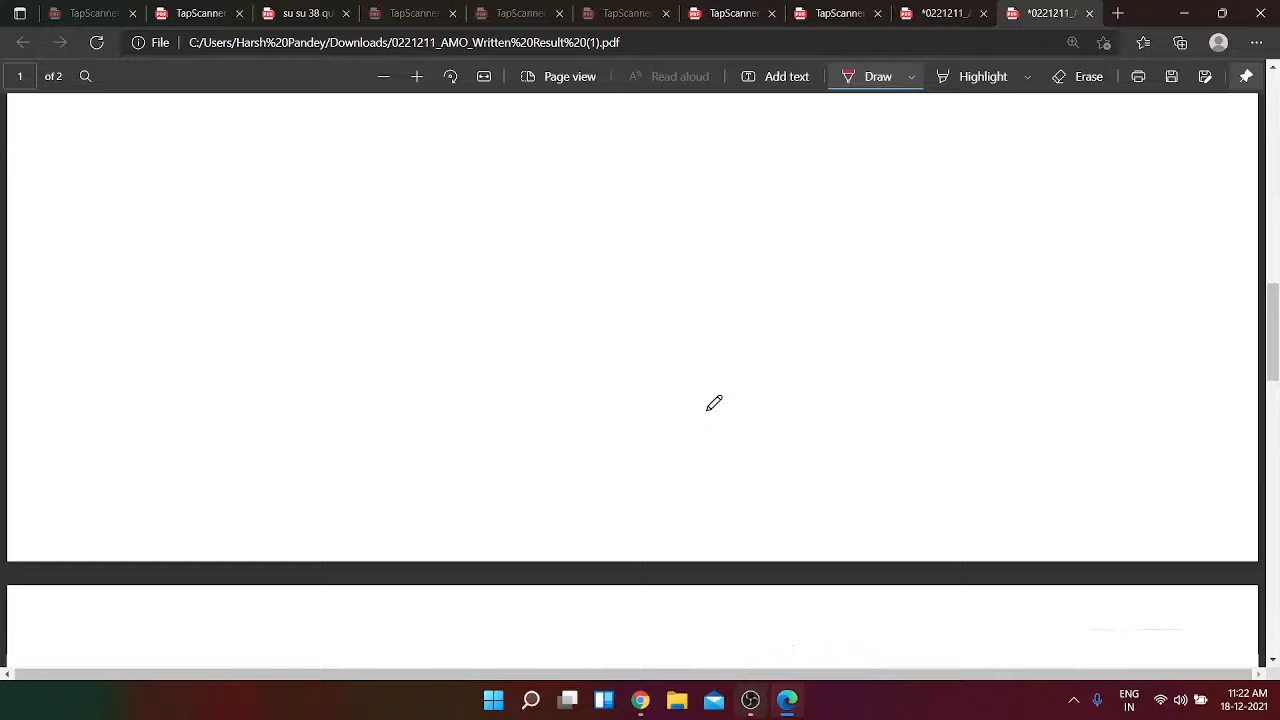 TapScanner
TapScanner
su su 38
TapScanner
TapScanner
TapScanner
TapScanner
TapScanner
*0221211_
*0221211_
File
C:/Users/Harsh%20Pandey/Downloads/0221211_AMO_Written%20Result%20(1).pdf
1 of 2
Page view
Read aloud
Add text
Draw
Highlight
Erase
ENG
IN
11:22 AM
18-12-2021